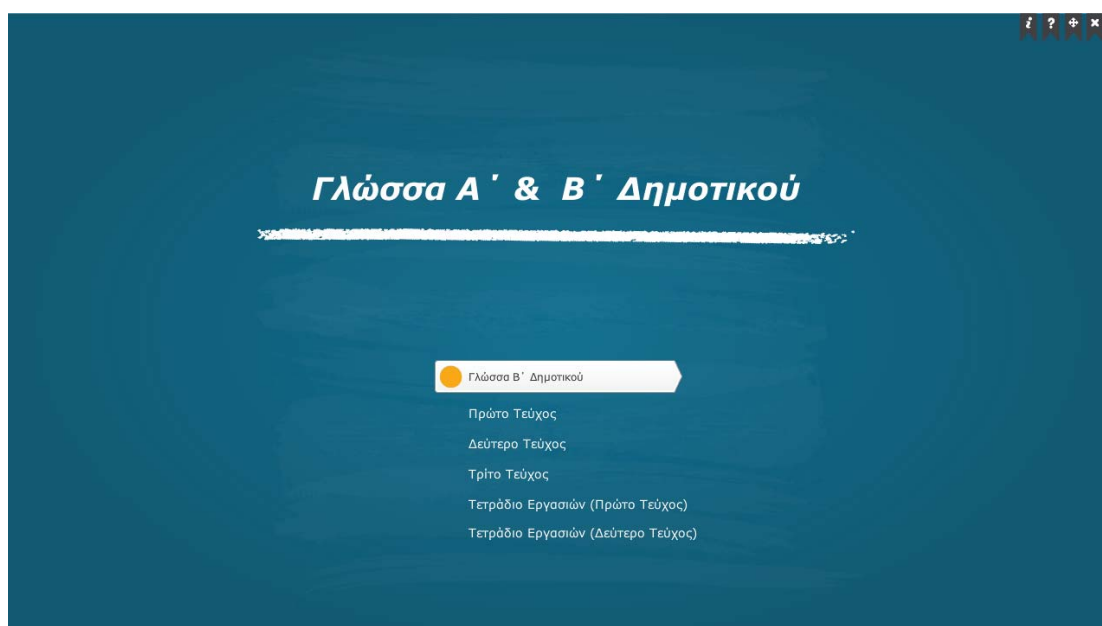 Γλώσσα Α΄ & Β΄ Δημοτικού
Γλώσσα Β΄ Δημοτικού
Πρώτο Τεύχος
Δεύτερο Τεύχος
Τρίτο Τεύχος
Τετράδιο Εργασιών (Πρώτο Τεύχος)
Τετράδιο Εργασιών (Δεύτερο Τεύχος)